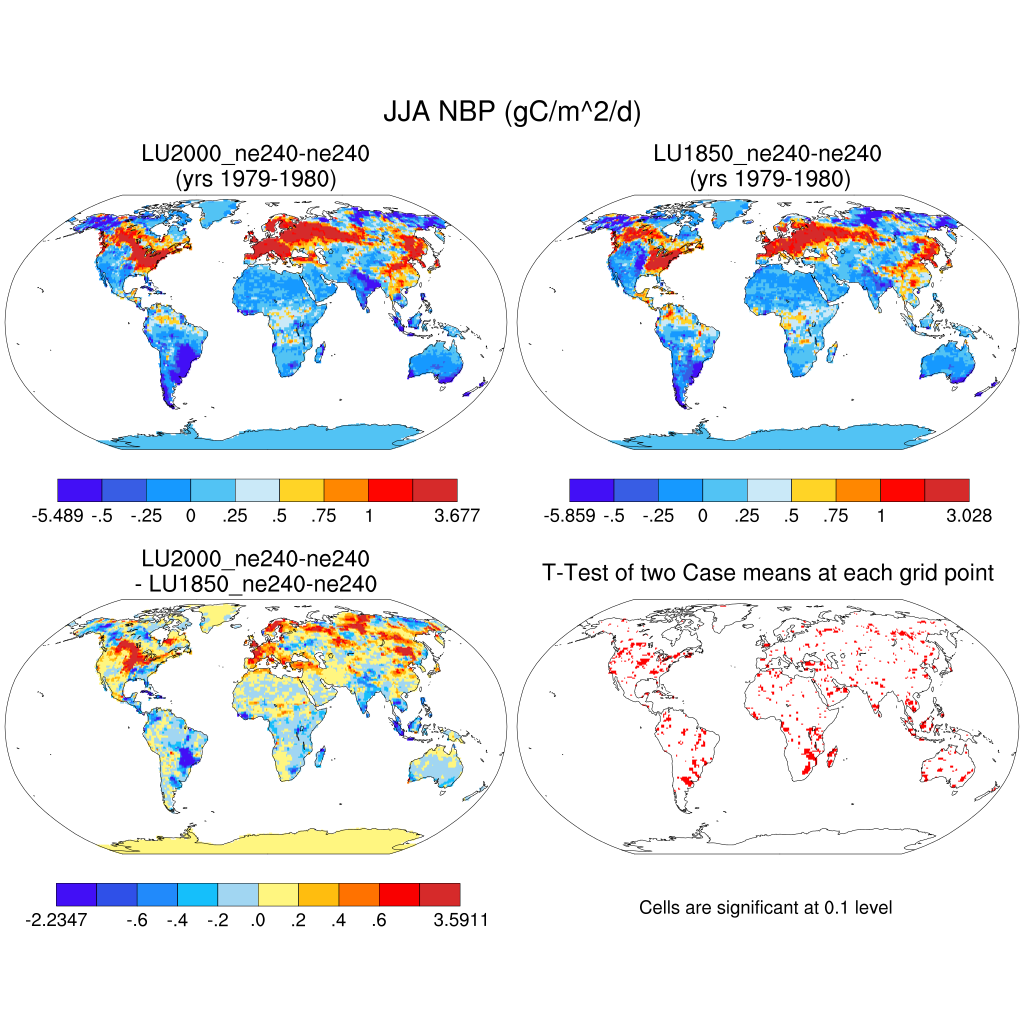 JJA NBP (gC/m^2/d)
LU2000_ne240-ne240
(yrs 1979-1980)
LU1850_ne240-ne240
(yrs 1979-1980)
-5.489 -.5 -.25 0 .25 .5 .75 1 3.677
-5.859 -.5 -.25 0 .25 .5 .75 1 3.028
LU2000_ne240-ne240
- LU1850_ne240-ne240
T-Test of two Case means at each grid point
-2.2347 -.6 -.4 -.2 .0 .2 .4 .6 3.5911
Cells are significant at 0.1 level